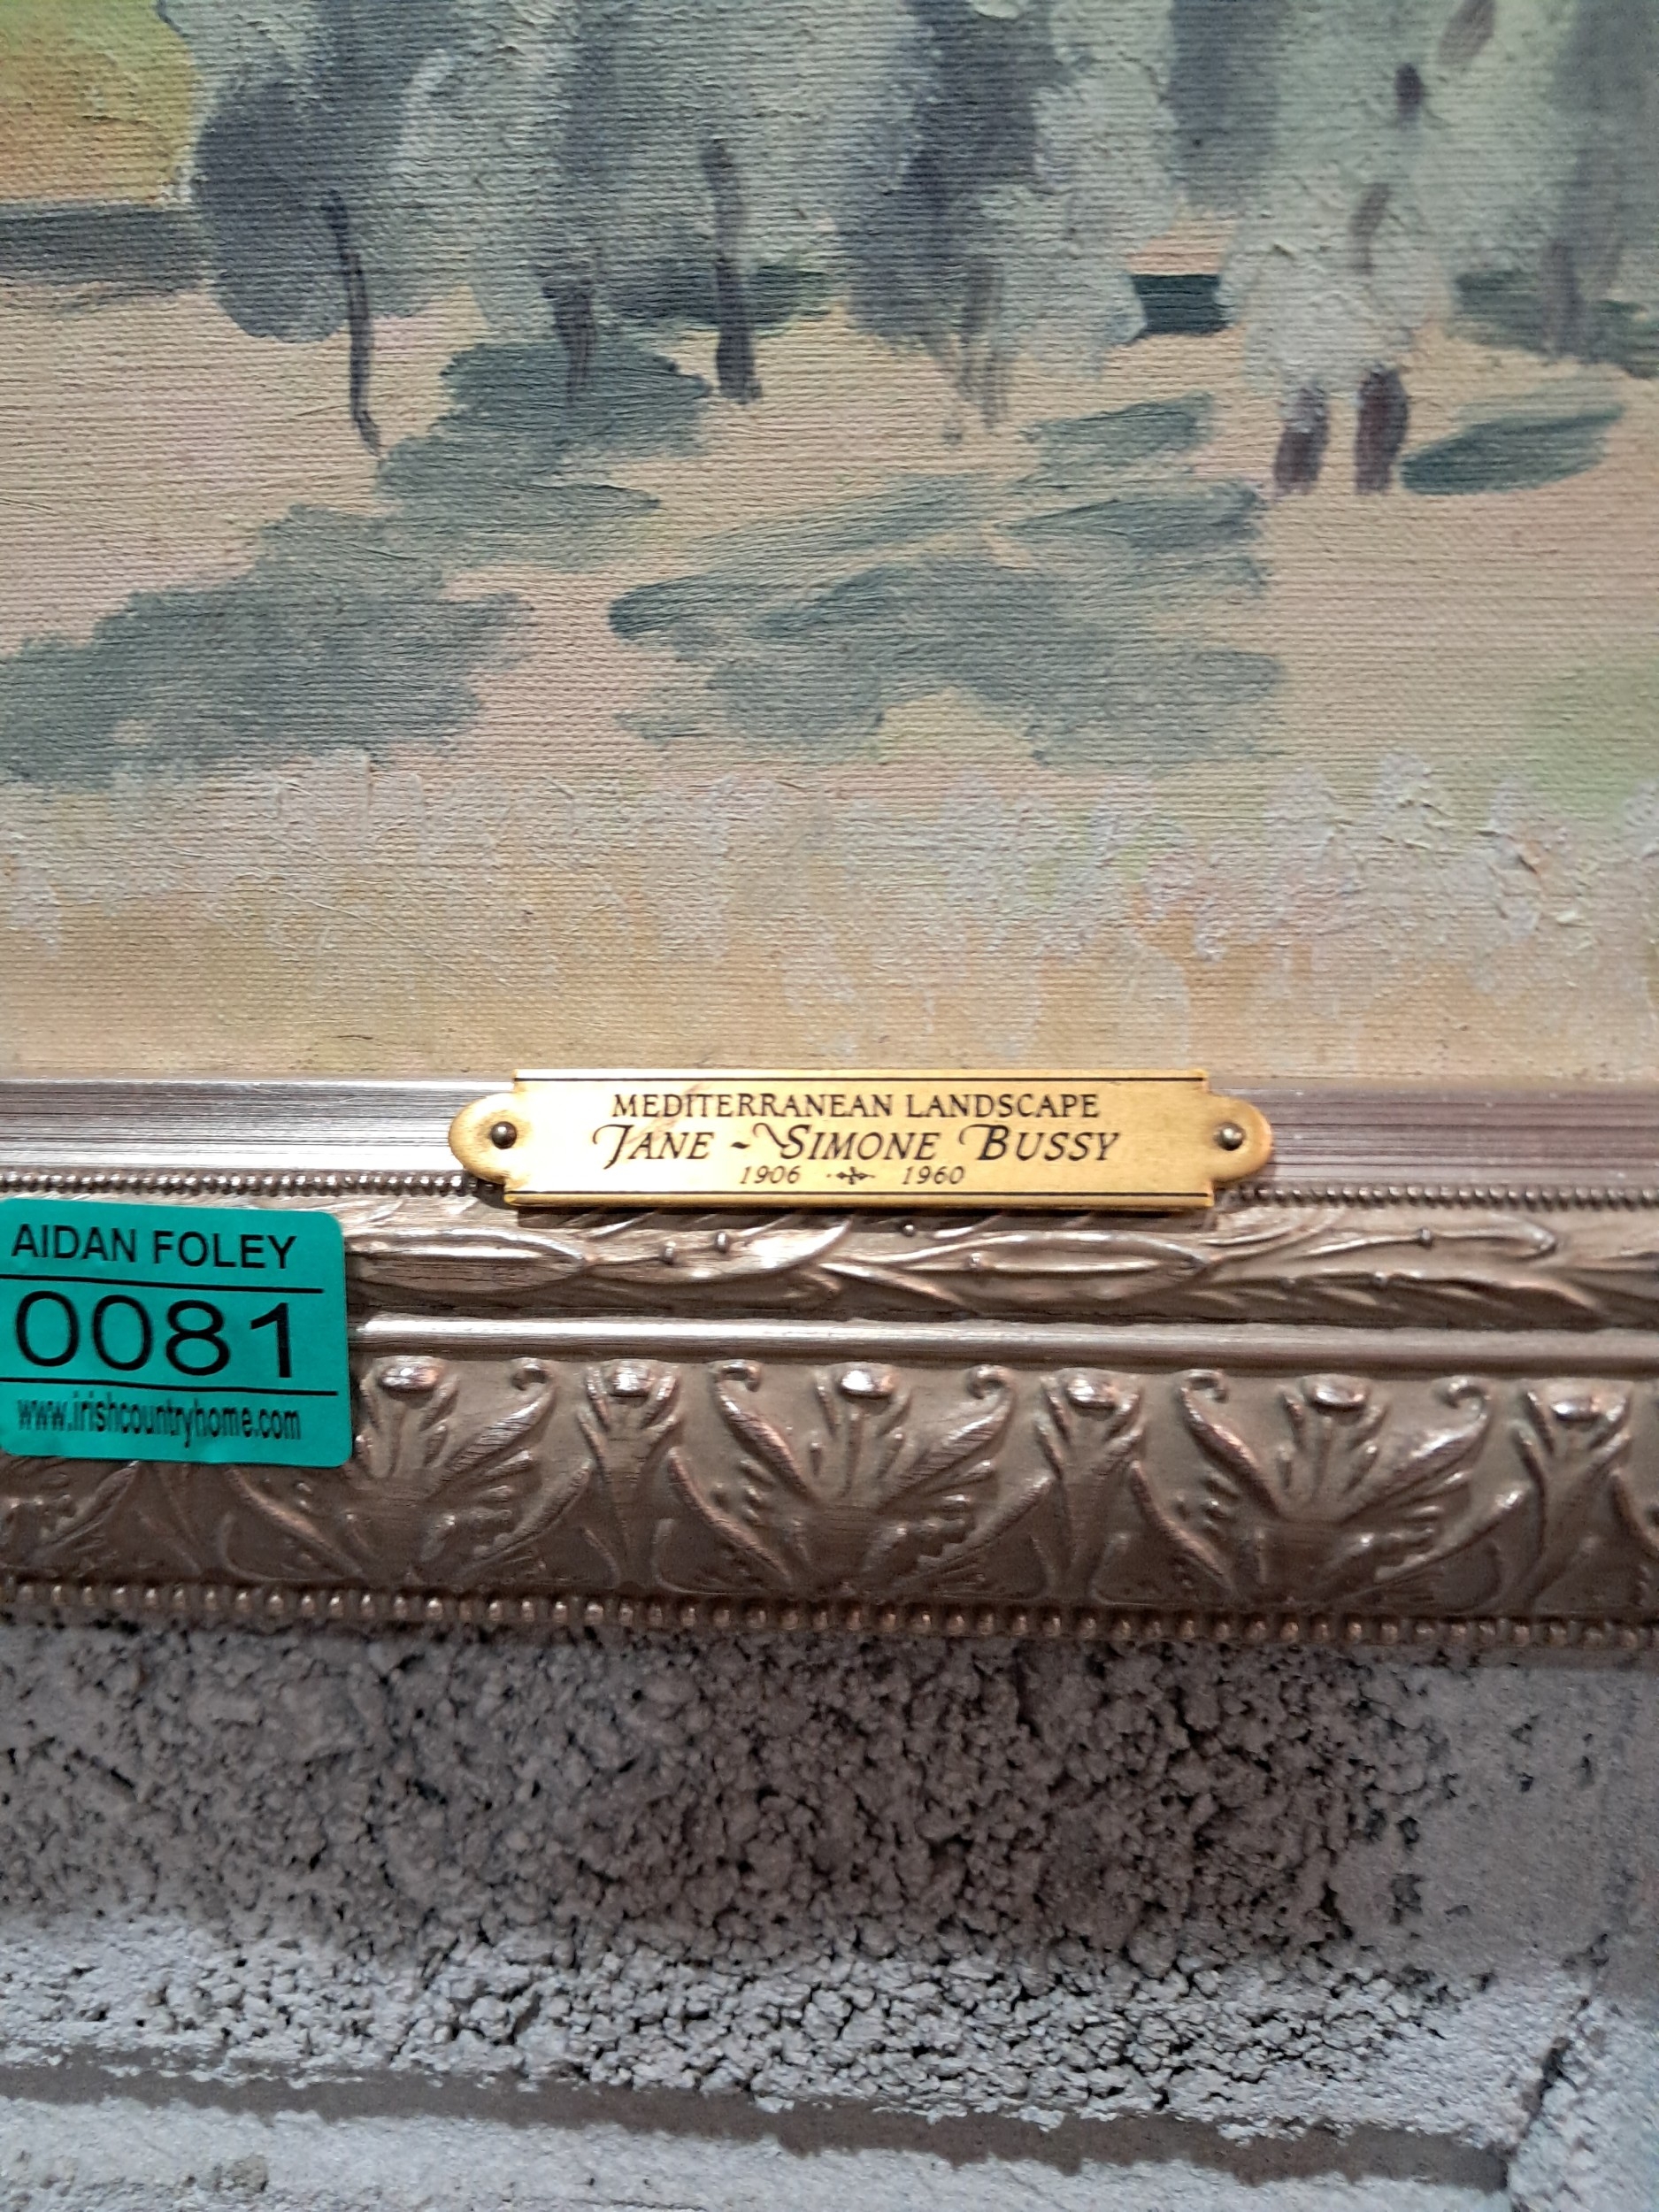 MEDITERRANEAN LANDSCAPE
JANE ~ SIMONE BUSSY
1906 1960
AIDAN FOLEY
0081
www.irishcountryhome.com